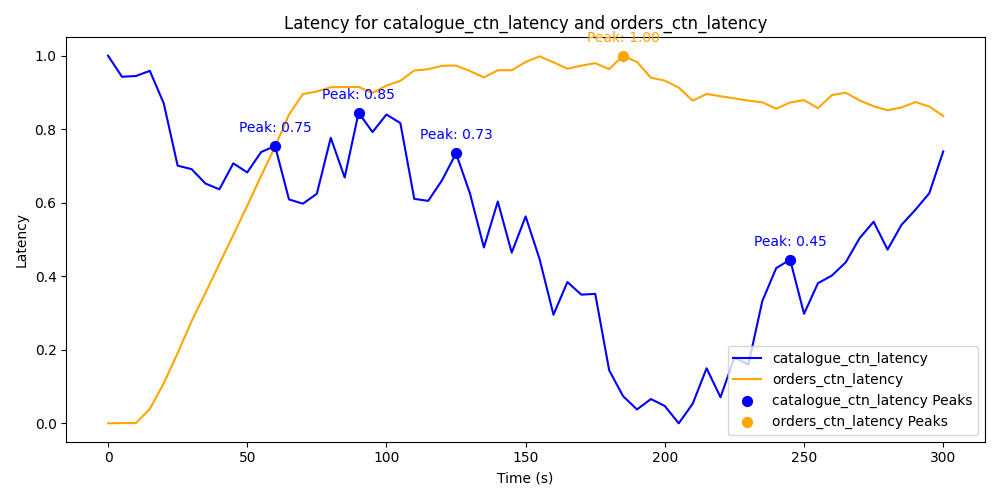 Latency for catalogue_ctn_latency and orders_ctn_latency
Peak: 1.00
Peak: 0.85
Peak: 0.75
Peak: 0.73
Peak: 0.45
Latency
1.0
0.8
0.6
0.4
0.2
0.0
0 50 100 150 200 250 300
Time (s)
catalogue_ctn_latency
orders_ctn_latency
catalogue_ctn_latency Peaks
orders_ctn_latency Peaks